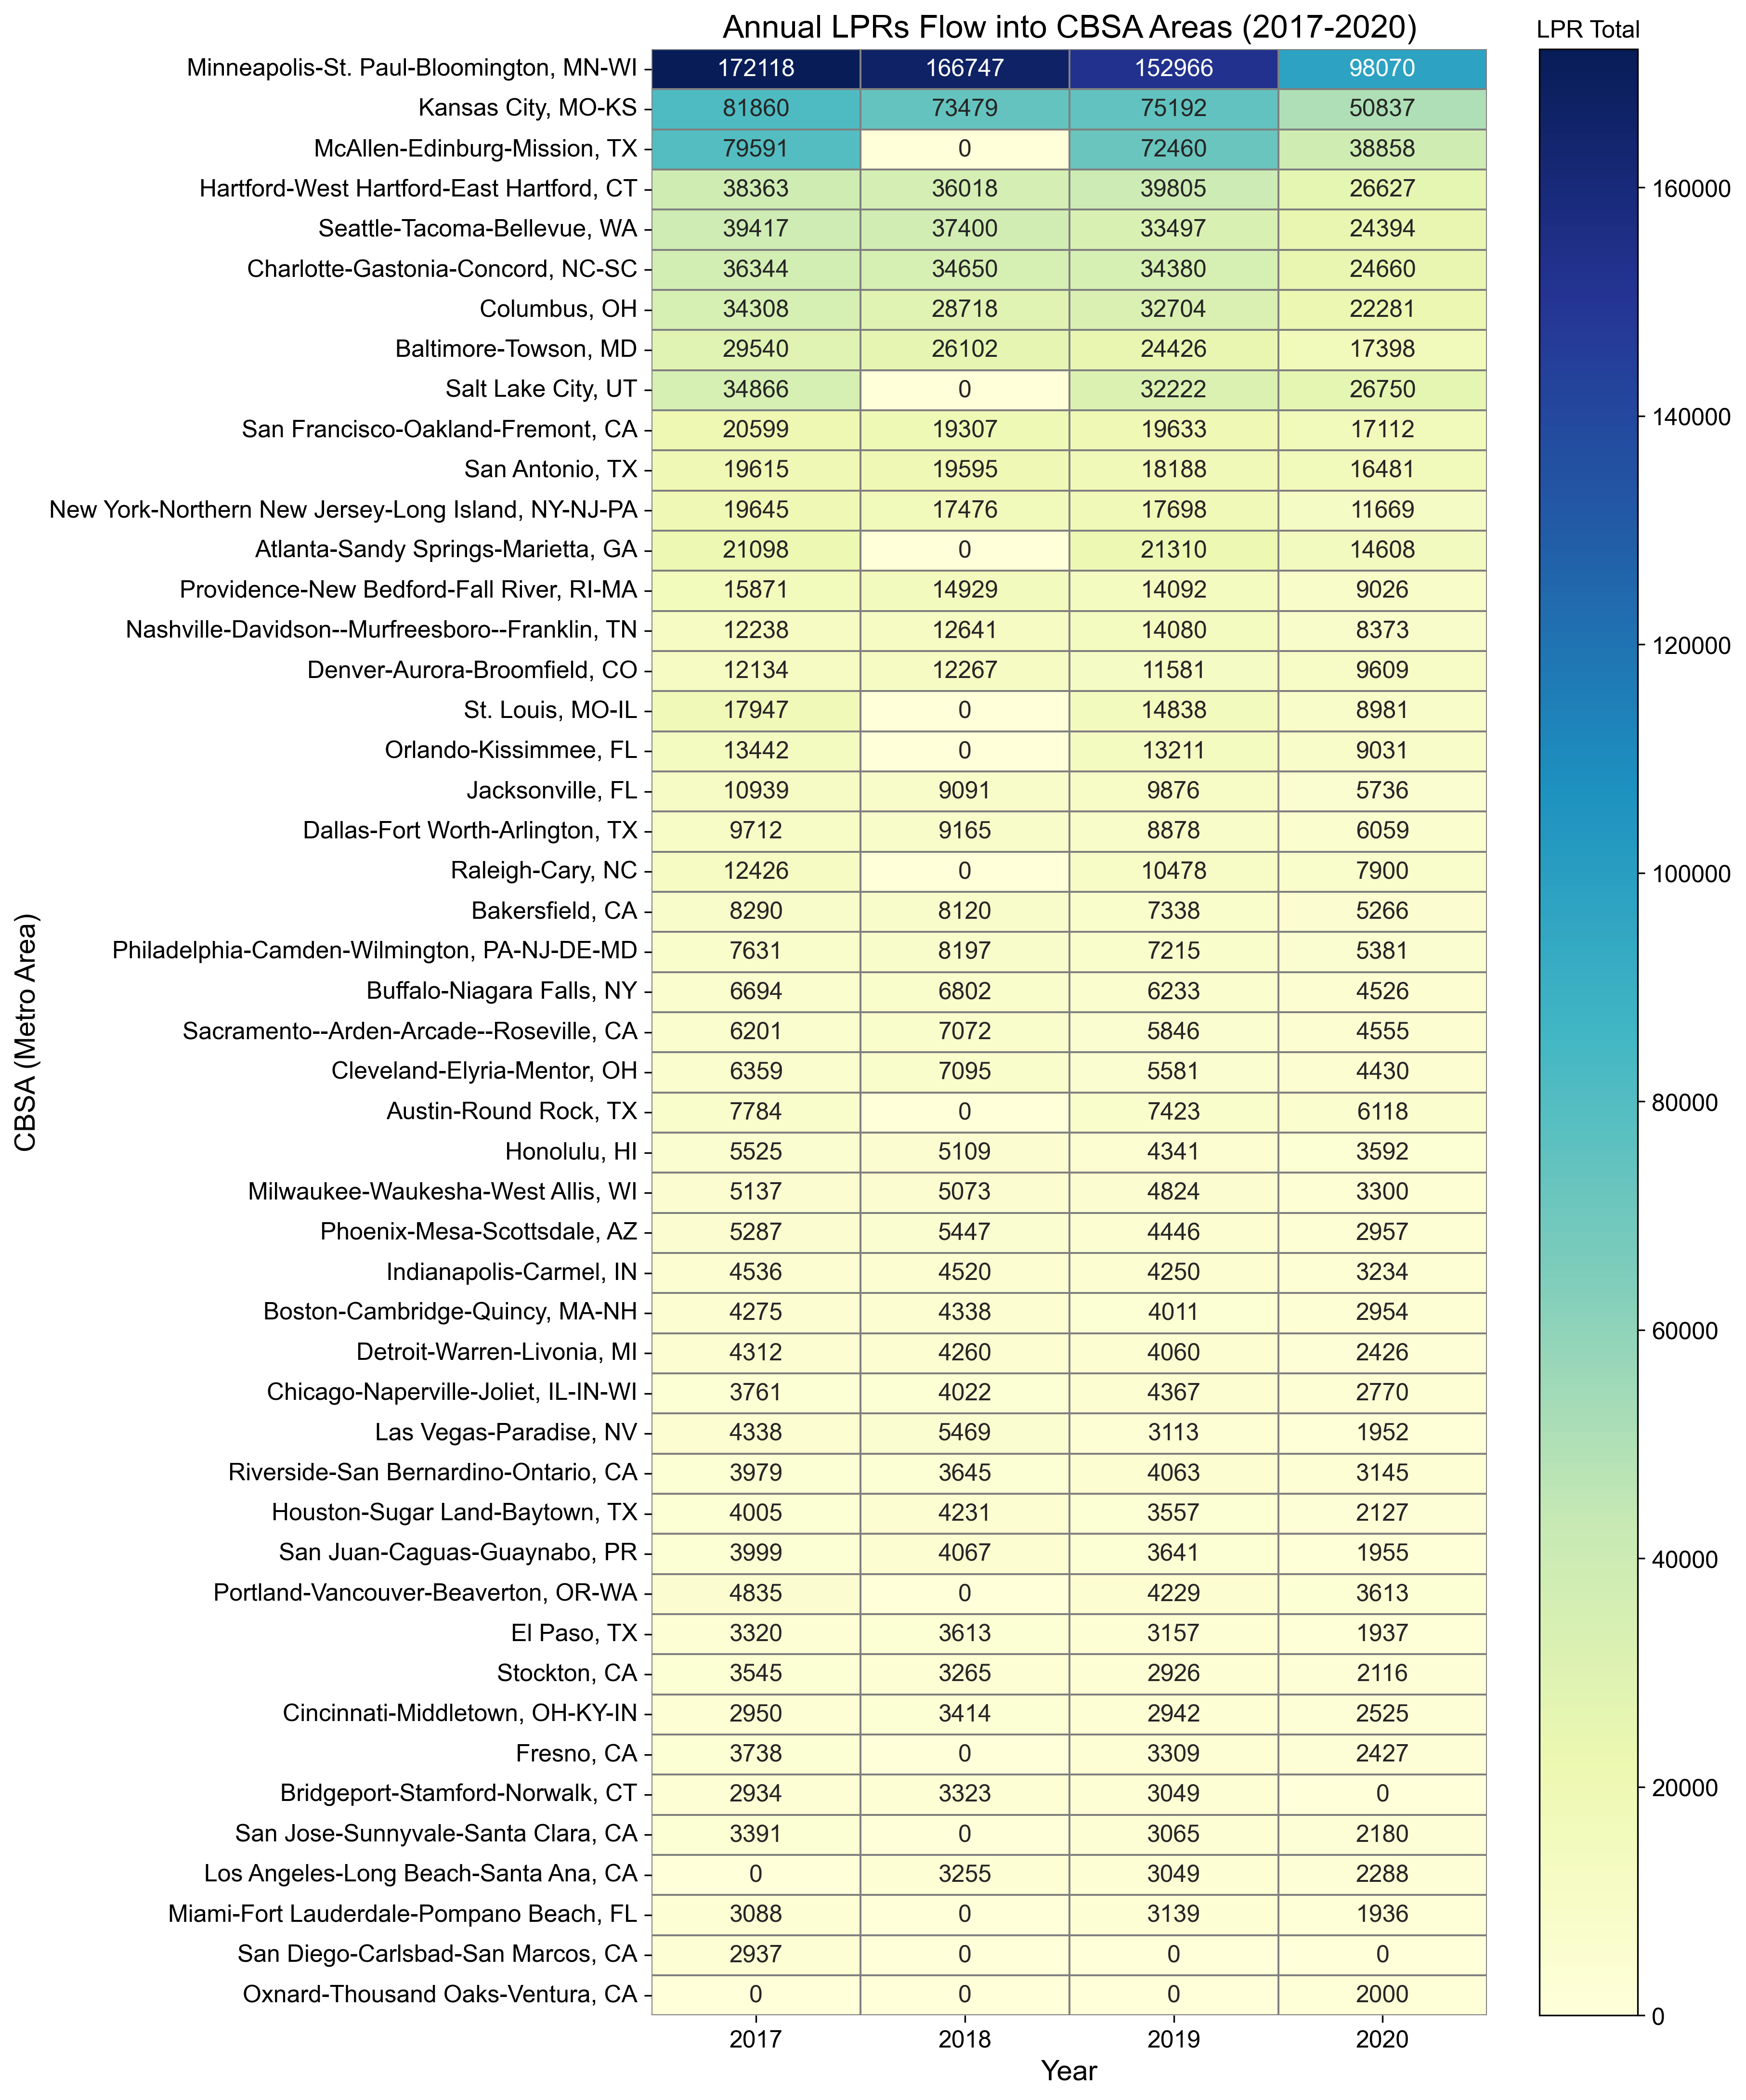 Annual LPRs Flow into CBSA Areas (2017-2020)
LPR Total
Minneapolis-St. Paul-Bloomington, MN-WI 172118 166747 152966 98070
Kansas City, MO-KS 81860 73479 75192 50837
McAllen-Edinburg-Mission, TX 79591 0 72460 38858
Hartford-West Hartford-East Hartford, CT 38363 36018 39805 26627
Seattle-Tacoma-Bellevue, WA 39417 37400 33497 24394
Charlotte-Gastonia-Concord, NC-SC 36344 34650 34380 24660
Columbus, OH 34308 28718 32704 22281
Baltimore-Towson, MD 29540 26102 24426 17398
Salt Lake City, UT 34866 0 32222 26750
San Francisco-Oakland-Fremont, CA 20599 19307 19633 17112
San Antonio, TX 19615 19595 18188 16481
New York-Northern New Jersey-Long Island, NY-NJ-PA 19645 17476 17698 11669
Atlanta-Sandy Springs-Marietta, GA 21098 0 21310 14608
Providence-New Bedford-Fall River, RI-MA 15871 14929 14092 9026
Nashville-Davidson--Murfreesboro--Franklin, TN 12238 12641 14080 8373
Denver-Aurora-Broomfield, CO 12134 12267 11581 9609
St. Louis, MO-IL 17947 0 14838 8981
Orlando-Kissimmee, FL 13442 0 13211 9031
Jacksonville, FL 10939 9091 9876 5736
Dallas-Fort Worth-Arlington, TX 9712 9165 8878 6059
Raleigh-Cary, NC 12426 0 10478 7900
Bakersfield, CA 8290 8120 7338 5266
Philadelphia-Camden-Wilmington, PA-NJ-DE-MD 7631 8197 7215 5381
Buffalo-Niagara Falls, NY 6694 6802 6233 4526
Sacramento--Arden-Arcade--Roseville, CA 6201 7072 5846 4555
Cleveland-Elyria-Mentor, OH 6359 7095 5581 4430
Austin-Round Rock, TX 7784 0 7423 6118
Honolulu, HI 5525 5109 4341 3592
Milwaukee-Waukesha-West Allis, WI 5137 5073 4824 3300
Phoenix-Mesa-Scottsdale, AZ 5287 5447 4446 2957
Indianapolis-Carmel, IN 4536 4520 4250 3234
Boston-Cambridge-Quincy, MA-NH 4275 4338 4011 2954
Detroit-Warren-Livonia, MI 4312 4260 4060 2426
Chicago-Naperville-Joliet, IL-IN-WI 3761 4022 4367 2770
Las Vegas-Paradise, NV 4338 5469 3113 1952
Riverside-San Bernardino-Ontario, CA 3979 3645 4063 3145
Houston-Sugar Land-Baytown, TX 4005 4231 3557 2127
San Juan-Caguas-Guaynabo, PR 3999 4067 3641 1955
Portland-Vancouver-Beaverton, OR-WA 4835 0 4229 3613
El Paso, TX 3320 3613 3157 1937
Stockton, CA 3545 3265 2926 2116
Cincinnati-Middletown, OH-KY-IN 2950 3414 2942 2525
Fresno, CA 3738 0 3309 2427
Bridgeport-Stamford-Norwalk, CT 2934 3323 3049 0
San Jose-Sunnyvale-Santa Clara, CA 3391 0 3065 2180
Los Angeles-Long Beach-Santa Ana, CA 0 3255 3049 2288
Miami-Fort Lauderdale-Pompano Beach, FL 3088 0 3139 1936
San Diego-Carlsbad-San Marcos, CA 2937 0 0 0
Oxnard-Thousand Oaks-Ventura, CA 0 0 0 2000
2017 2018 2019 2020
Year
CBSA (Metro Area)
160000
140000
120000
100000
80000
60000
40000
20000
0